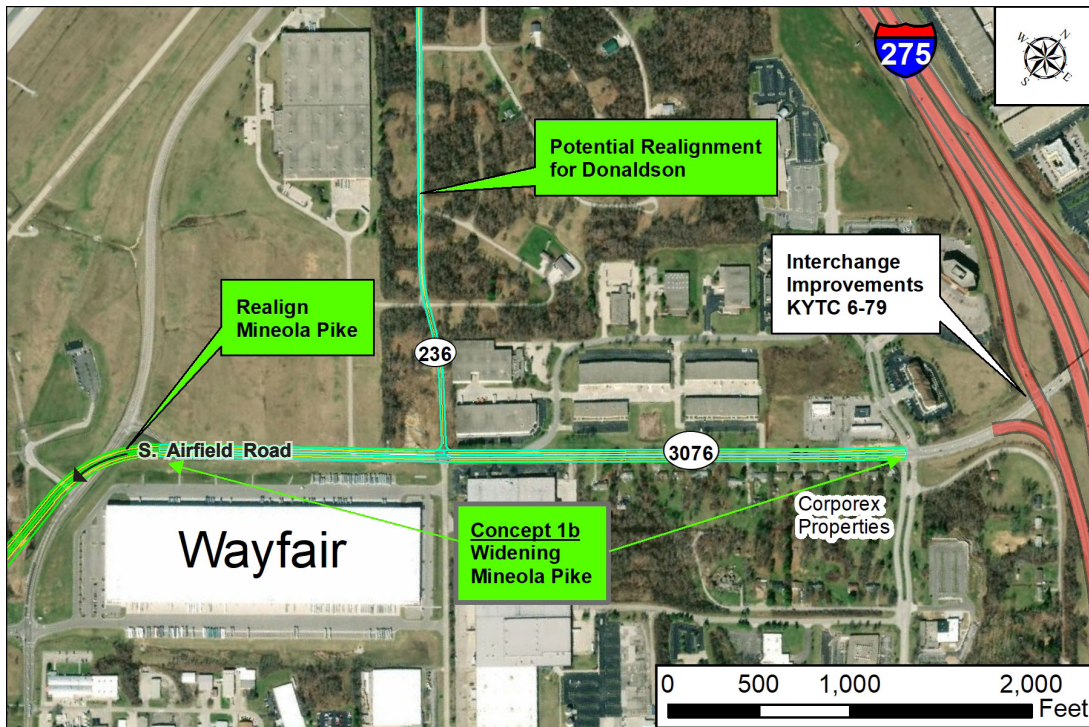 275
W
N
S
E
Potential Realignment
for Donaldson
Interchange
Improvements
KYTC 6-79
Realign
Mineola Pike
236
S. Airfield Road
3076
Corporex
Properties
Wayfair
Concept 1b
Widening
Mineola Pike
0 500 1,000 2,000
Feet